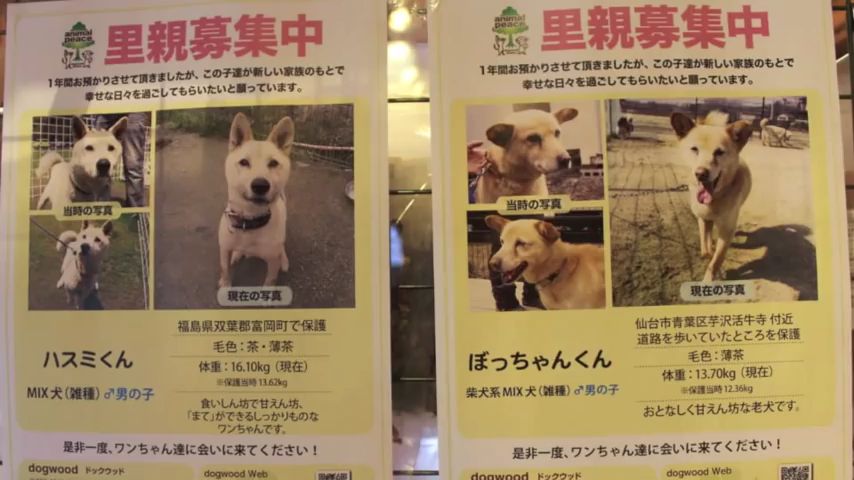 animal
peace
里親募集中
1年間お預かりさせて頂きましたが、この子達が新しい家族のもとで
幸せな日々を過ごしてもらいたいと願っています。
当時の写真
現在の写真
福島県双葉郡富岡町で保護
毛色：茶・薄茶
体重：16.10kg（現在）
※保護当時 13.62kg
ハスミくん
MIX犬（雑種）♂男の子
食いしん坊で甘えん坊、
「まて」ができるしっかりものな
ワンちゃんです。
是非一度、ワンちゃん達に会いに来てください！
dogwood ドッグウッド
dogwood Web
animal
peace
里親募集中
1年間お預かりさせて頂きましたが、この子達が新しい家族のもとで
幸せな日々を過ごしてもらいたいと願っています。
当時の写真
現在の写真
仙台市青葉区芋沢活牛寺 付近
道路を歩いていたところを保護
毛色：薄茶
体重：13.70kg（現在）
※保護当時 12.36kg
ぼっちゃんくん
柴犬系MIX犬（雑種）♂男の子
おとなしく甘えん坊な老犬です。
是非一度、ワンちゃん達に会いに来てください！
dogwood ドッグウッド
dogwood Web